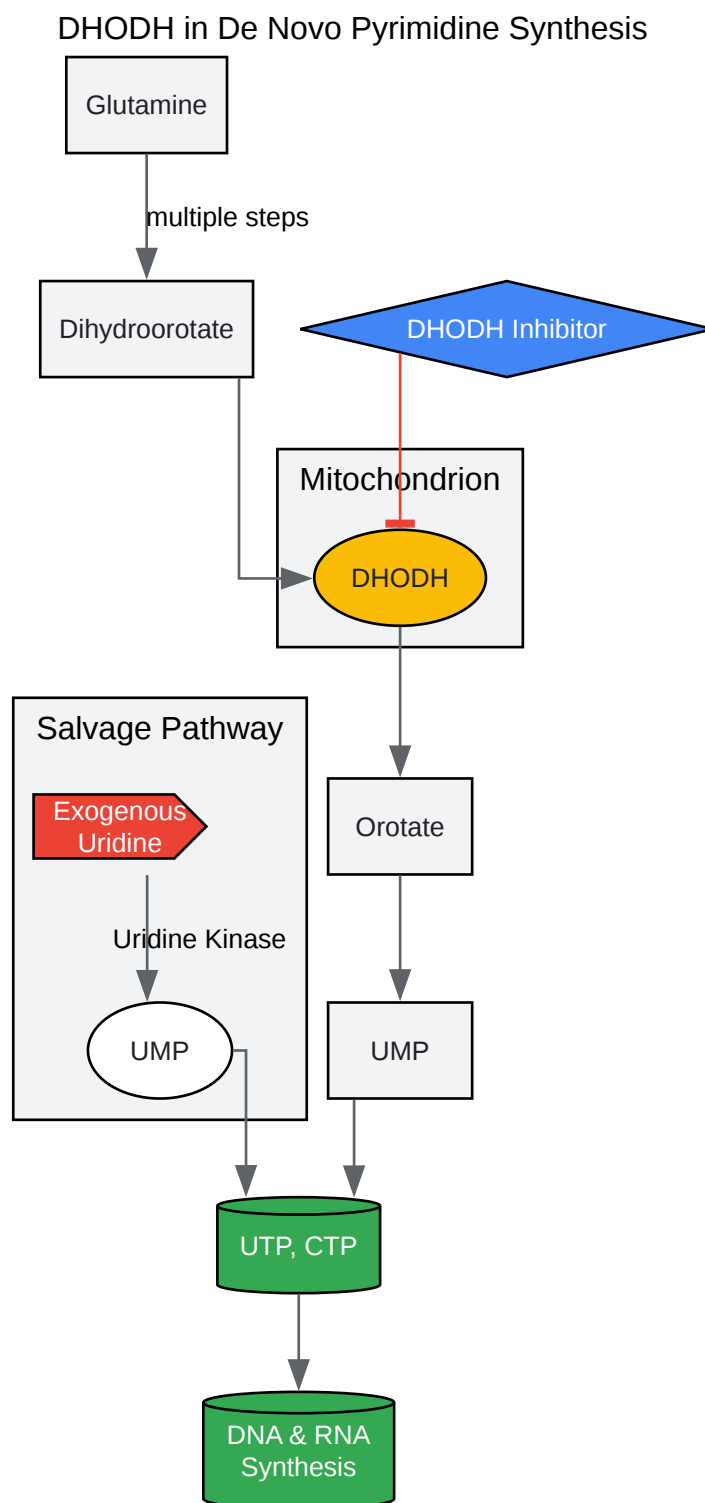 DHODH in De Novo Pyrimidine Synthesis
Glutamine
multiple steps
Dihydroorotate
DHODH Inhibitor
Mitochondrion
DHODH
Salvage Pathway
Exogenous
Uridine
Orotate
Uridine Kinase
UMP
UMP
UTP, CTP
DNA & RNA
Synthesis